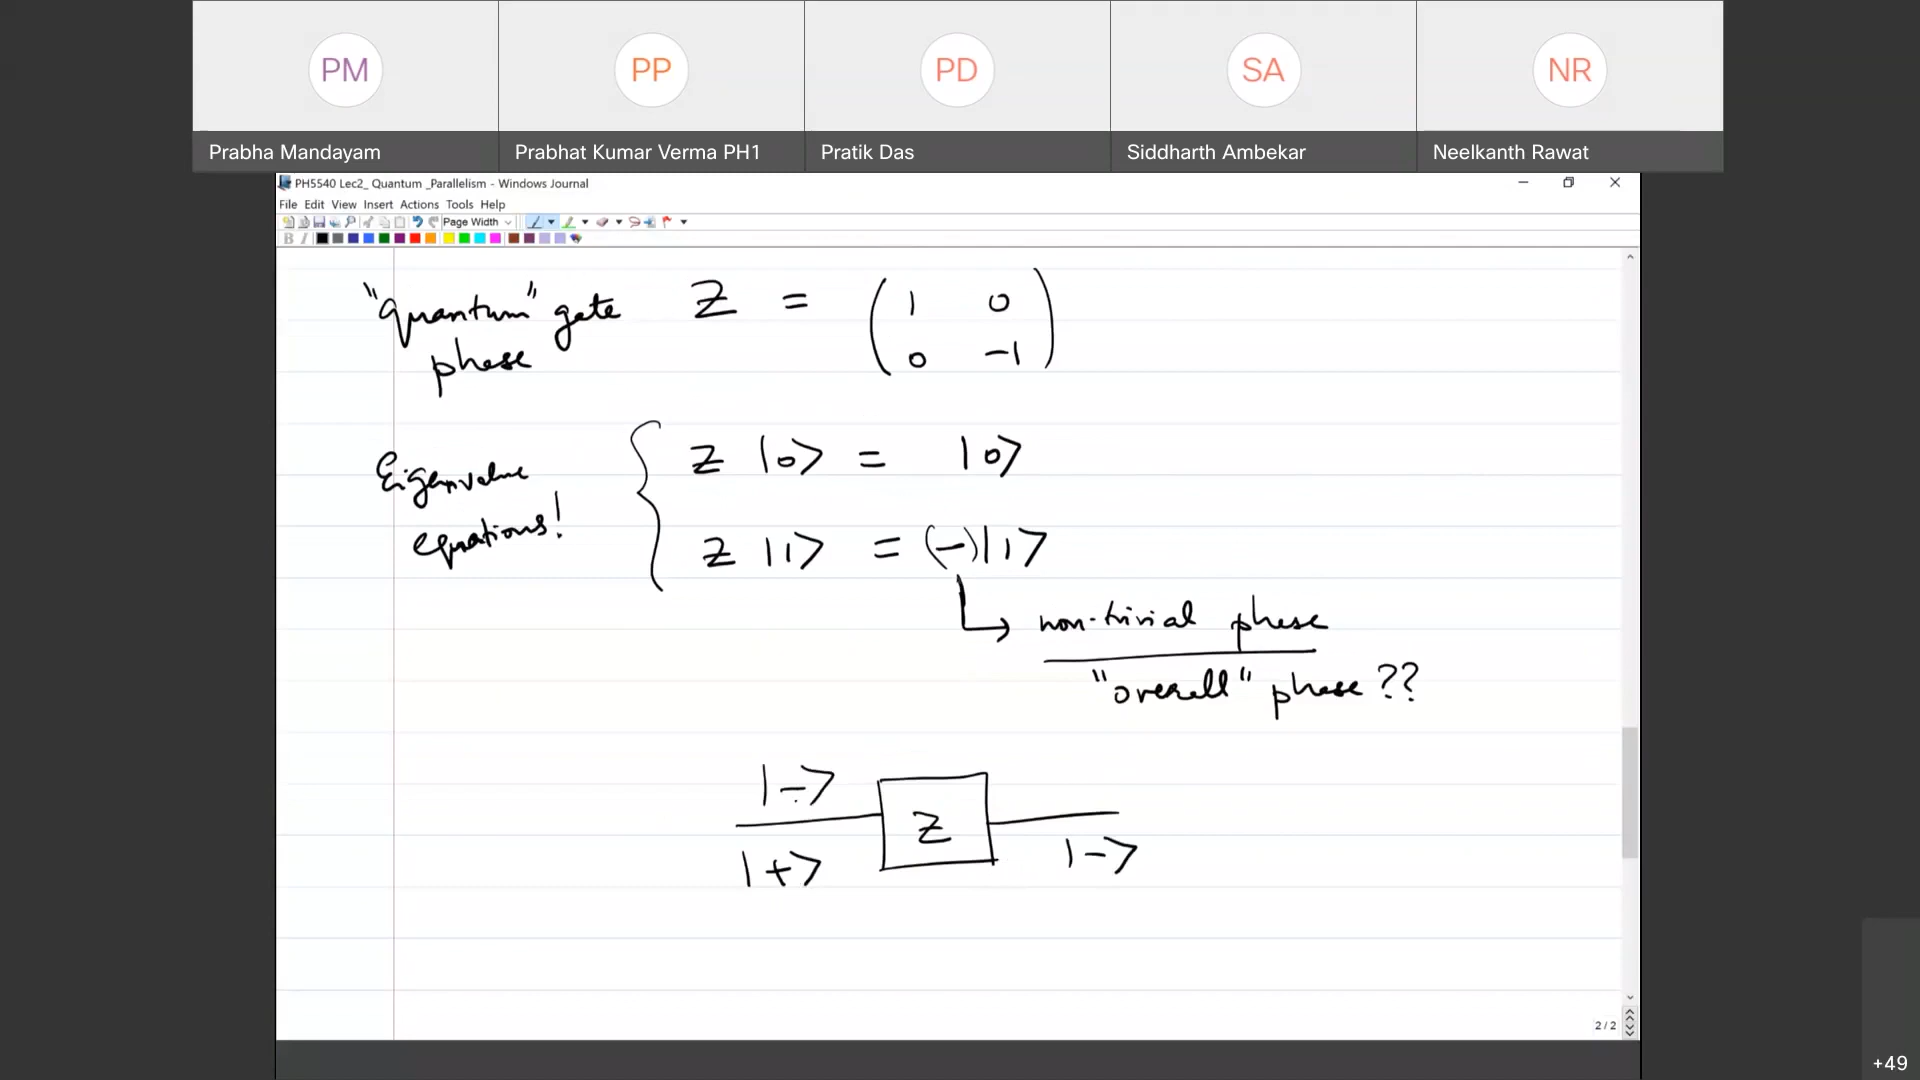 PM
PP
PD
SA
NR
Prabha Mandayam
Prabhat Kumar Verma PH1
Pratik Das
Siddharth Ambekar
Neelkanth Rawat
PH5540 Lec2_ Quantum _Parallelism - Windows Journal
File Edit View Insert Actions Tools Help
Page Width
B I
"quantum" gate Z = ( 1 0
phase 0 -1 )
Eigenvalue
equations!
{ Z |0> = |0>
Z |1> = (-)|1>
non-trivial phase
"overall" phase ??
|->
Z
|+> |->
2 / 2
+49